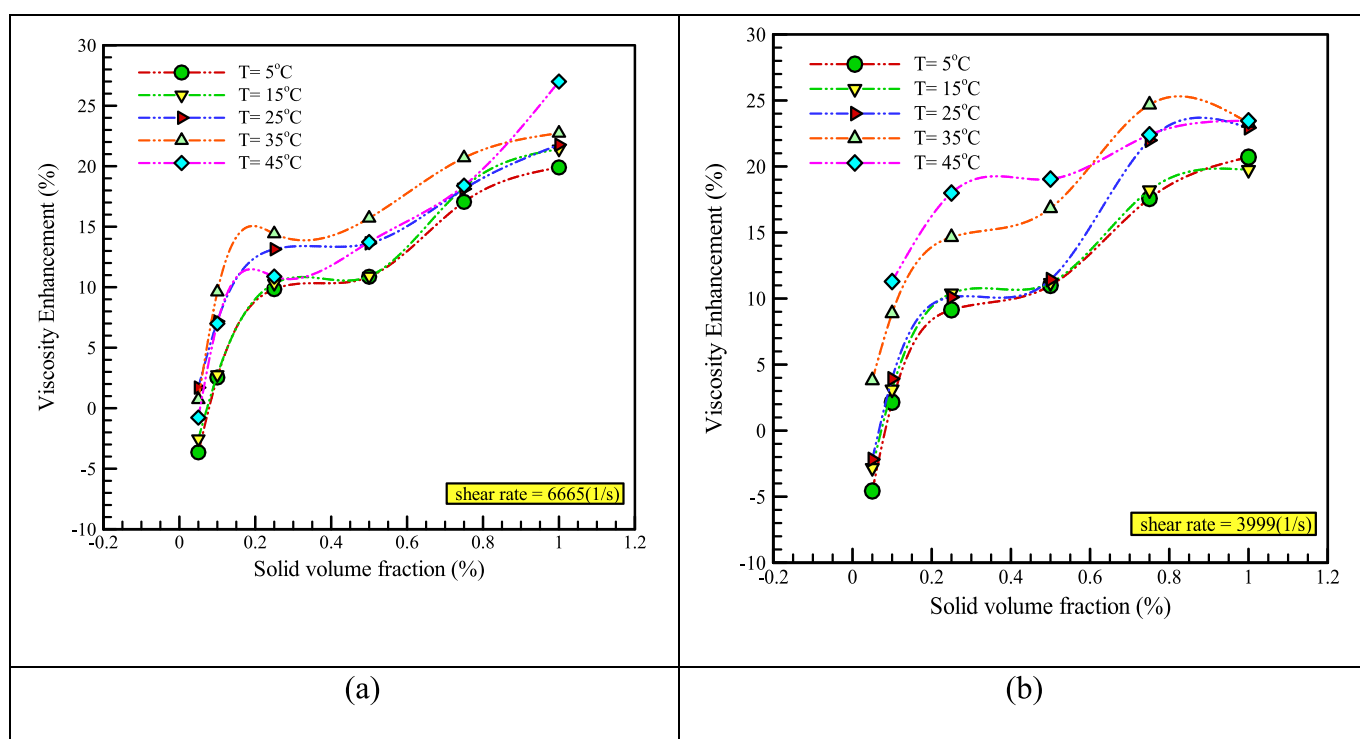 30
25
20
15
10
5
0
-5
-10
Viscosity Enhancement (%)
T= 5°C
T= 15°C
T= 25°C
T= 35°C
T= 45°C
shear rate = 6665(1/s)
-0.2 0 0.2 0.4 0.6 0.8 1 1.2
Solid volume fraction (%)
(a)
30
25
20
15
10
5
0
-5
-10
Viscosity Enhancement (%)
T= 5°C
T= 15°C
T= 25°C
T= 35°C
T= 45°C
shear rate = 3999(1/s)
-0.2 0 0.2 0.4 0.6 0.8 1 1.2
Solid volume fraction (%)
(b)